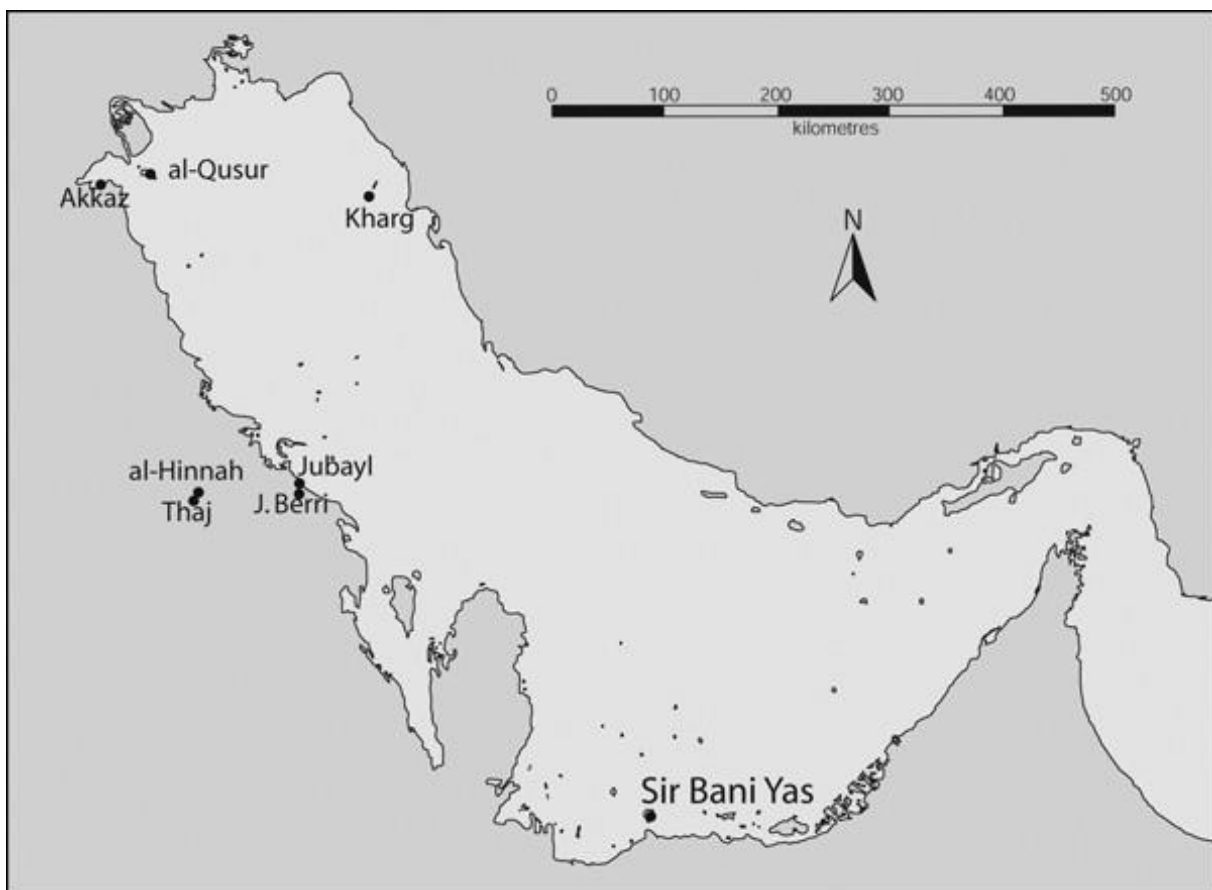 0 100 200 300 400 500
kilometres
al-Qusur
Akkaz
Kharg
N
al-Hinnah
Jubayl
Thaj
J. Berri
Sir Bani Yas